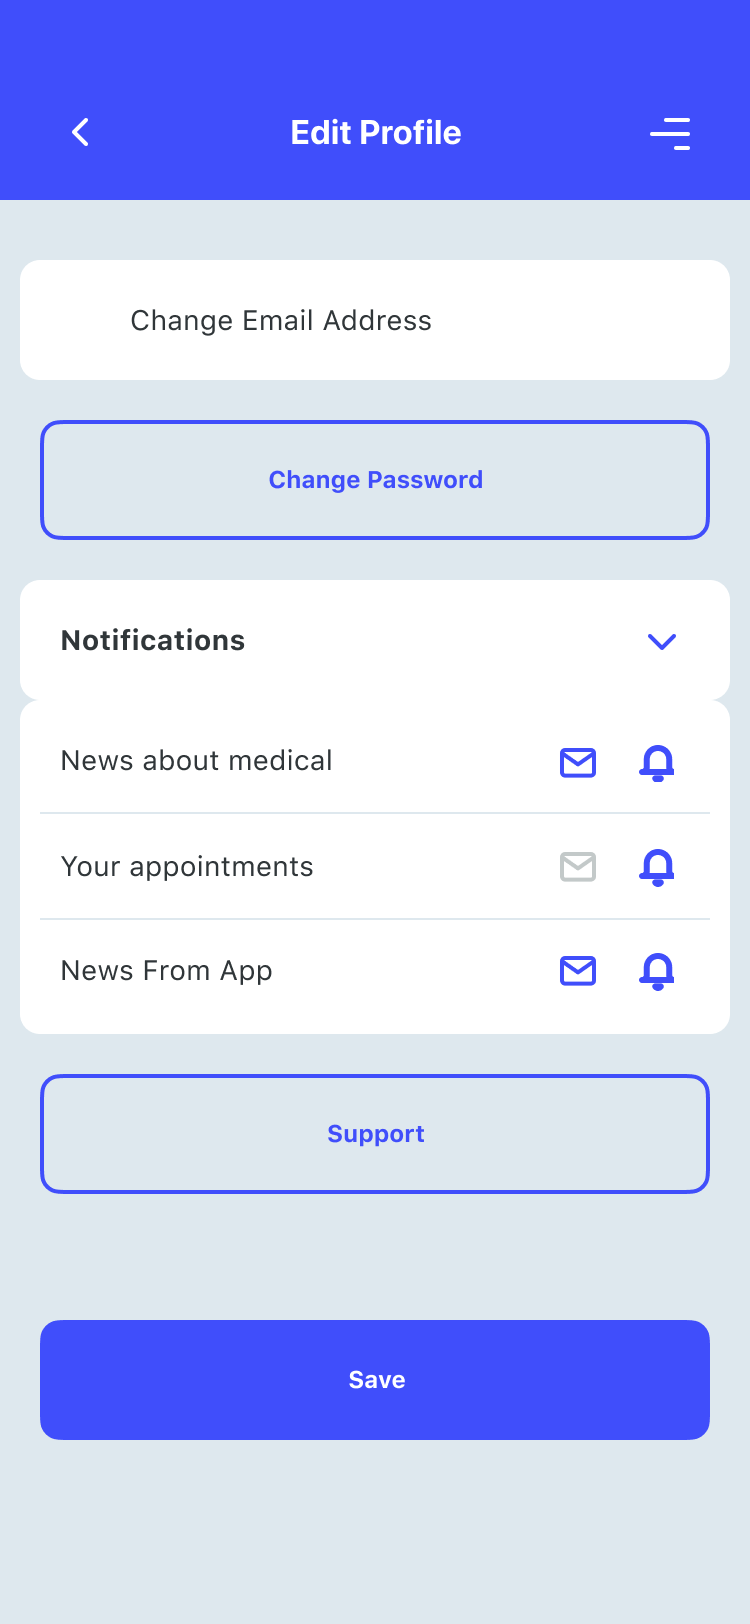 Edit Profile
Change Email Address
Change Password
Notifications
News about medical
Your appointments
News From App
Support
Save